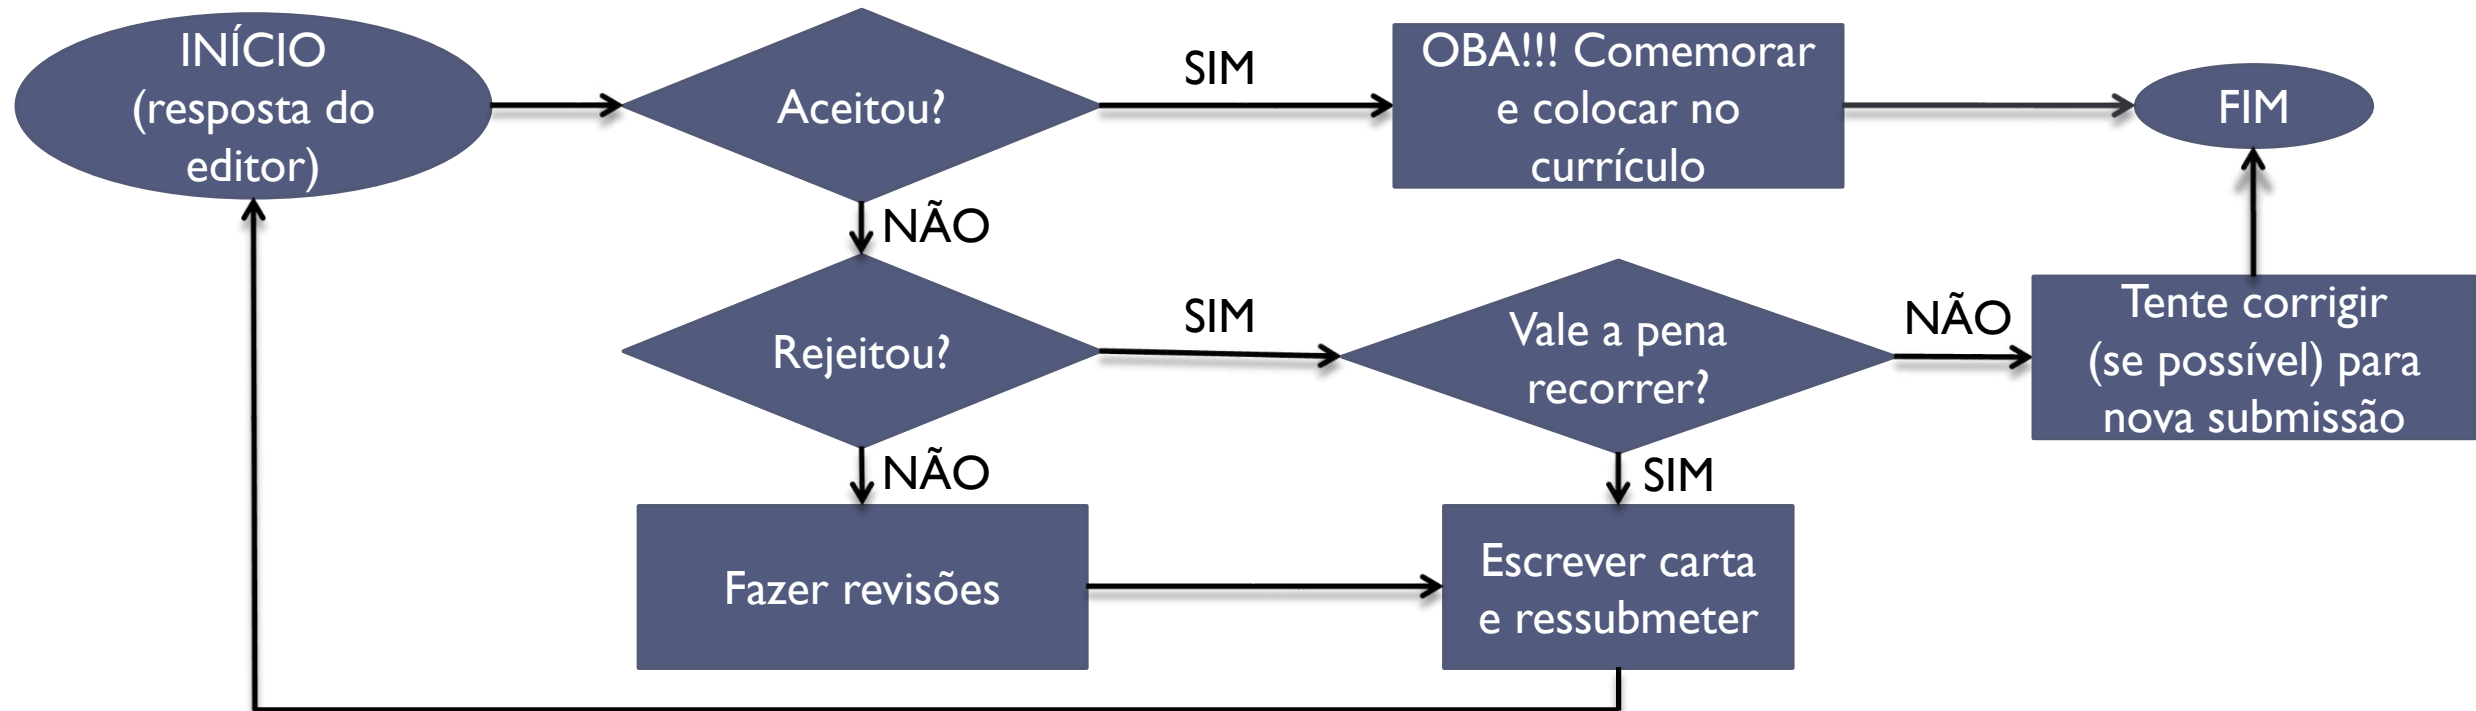 INÍCIO
(resposta do
editor)
Aceitou?
SIM
OBA!!! Comemorar
e colocar no
currículo
FIM
NÃO
Rejeitou?
SIM
Vale a pena
recorrer?
NÃO
Tente corrigir
(se possível) para
nova submissão
NÃO
SIM
Fazer revisões
Escrever carta
e ressubmeter